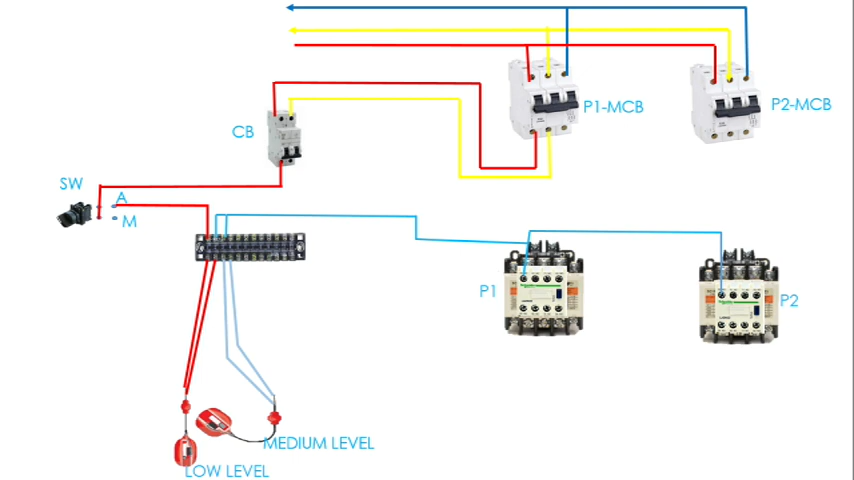 P1-MCB
P2-MCB
CB
SW
A
M
P1
P2
MEDIUM LEVEL
LOW LEVEL